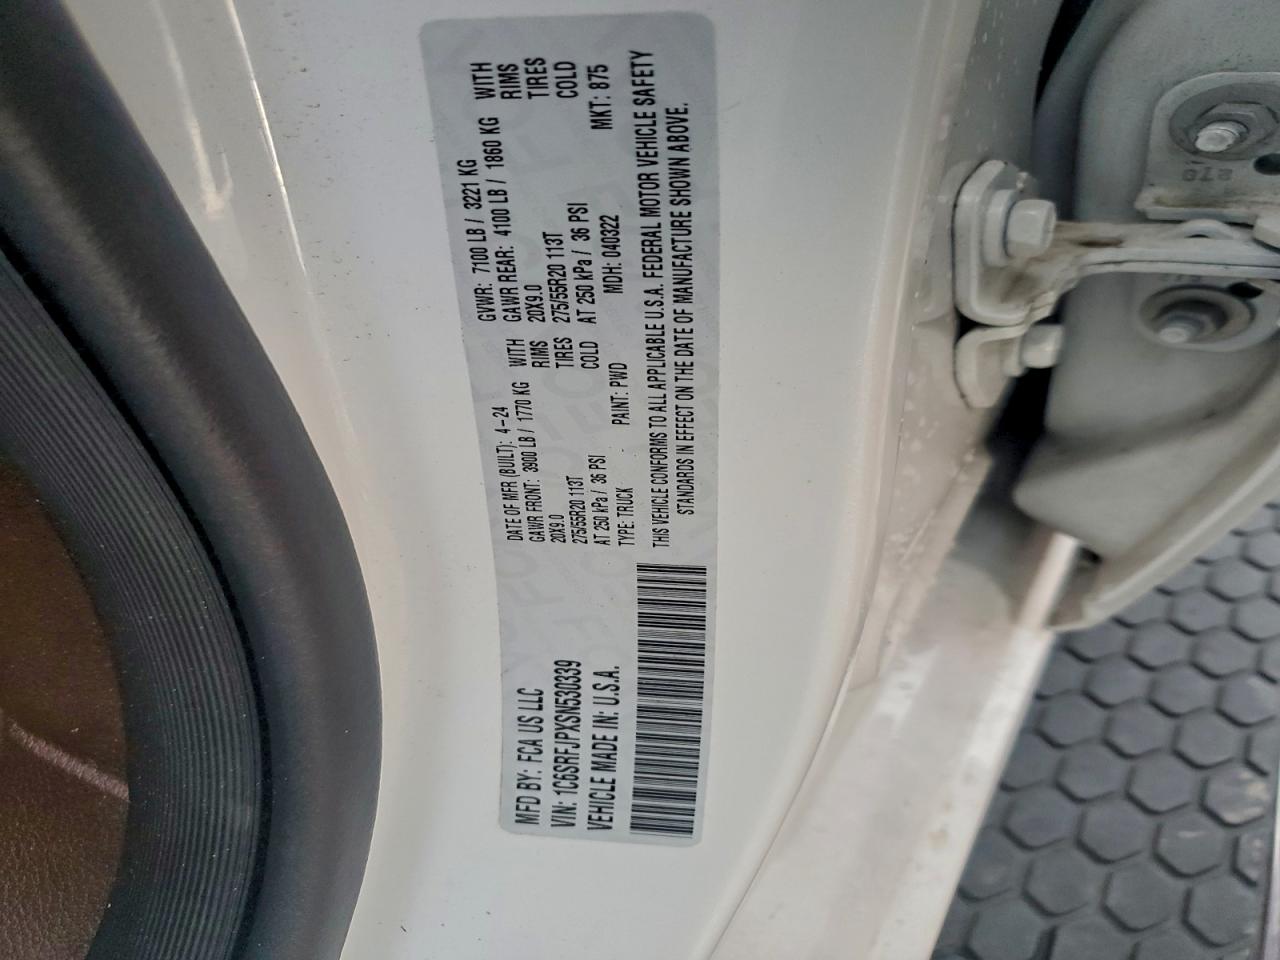 MFD BY: FCA US LLC
VIN: 1C6SRFJPXSN530339
VEHICLE MADE IN: U.S.A.
DATE OF MFR (BUILT): 4-24 GVWR: 7100 LB / 3221 KG
GAWR FRONT: 3900 LB / 1770 KG WITH GAWR REAR: 4100 LB / 1860 KG WITH
20X9.0 RIMS 20X9.0 RIMS
275/55R20 113T TIRES 275/55R20 113T TIRES
AT 250 kPa / 36 PSI COLD AT 250 kPa / 36 PSI COLD
TYPE: TRUCK PAINT: PWD MDH: 040322 MKT: 875
THIS VEHICLE CONFORMS TO ALL APPLICABLE U.S.A. FEDERAL MOTOR VEHICLE SAFETY
STANDARDS IN EFFECT ON THE DATE OF MANUFACTURE SHOWN ABOVE.